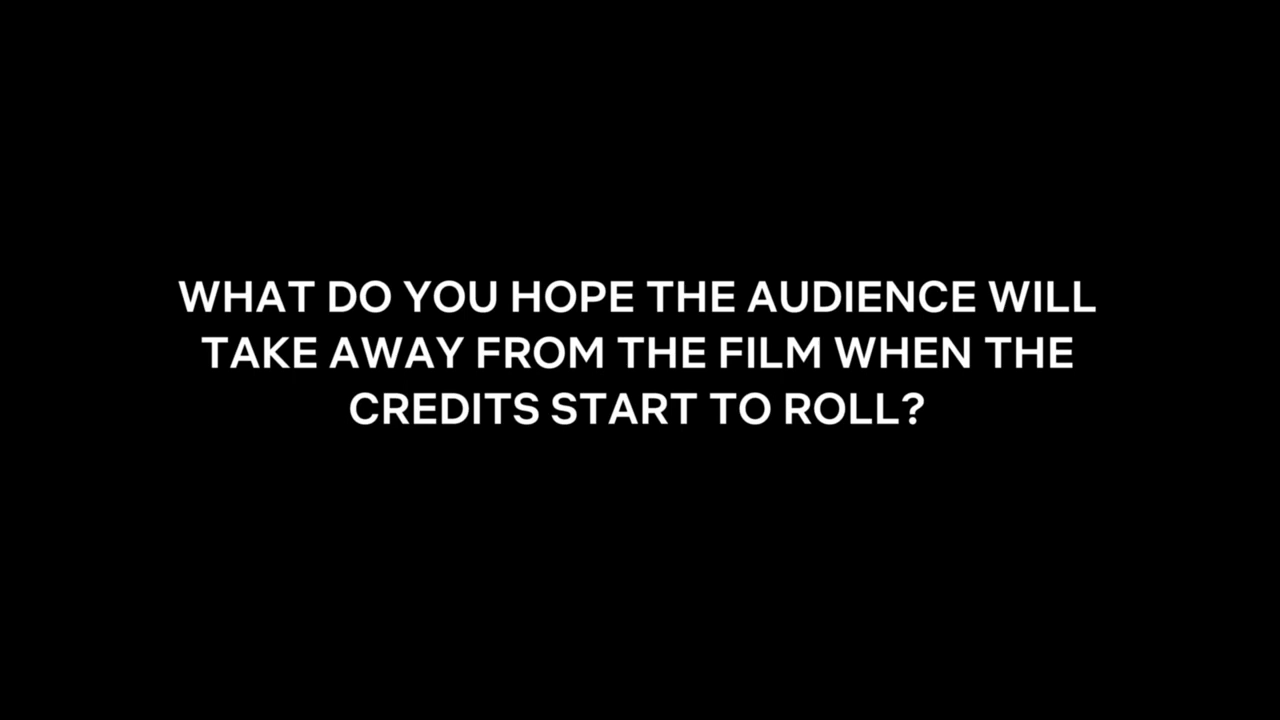 WHAT DO YOU HOPE THE AUDIENCE WILL
TAKE AWAY FROM THE FILM WHEN THE
CREDITS START TO ROLL?